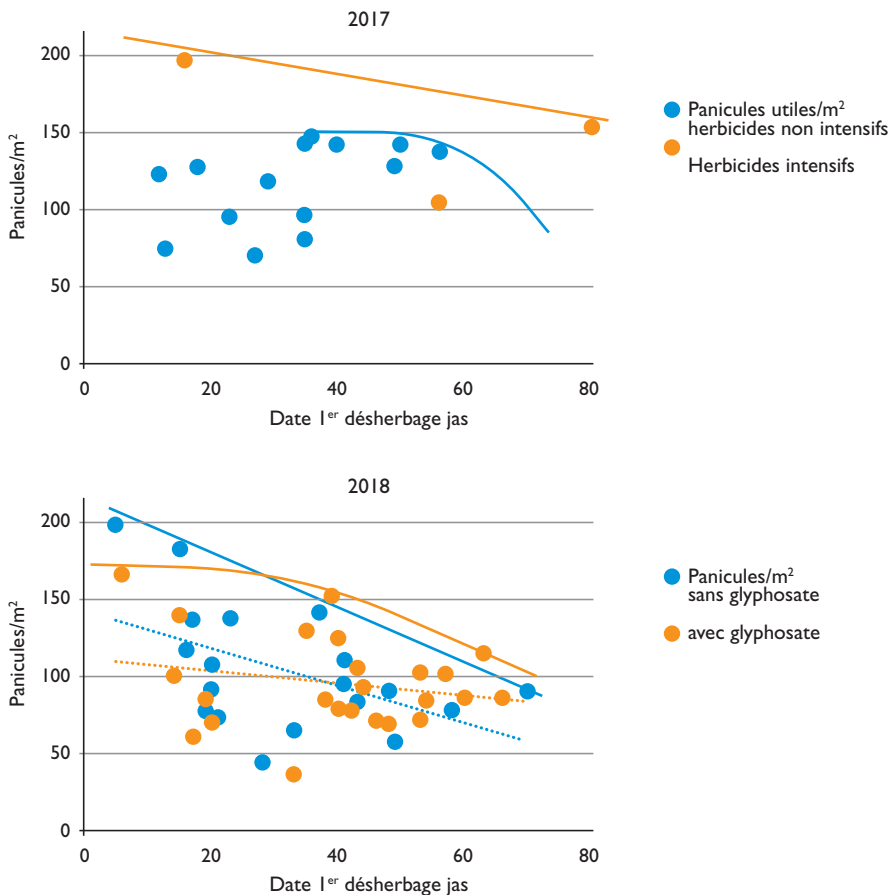 2017
200
150
100
50
0
Panicules/m²
0 20 40 60 80
Date 1er désherbage jas
Panicules utiles/m²
herbicides non intensifs
Herbicides intensifs
2018
200
150
100
50
0
Panicules/m²
0 20 40 60 80
Date 1er désherbage jas
Panicules/m²
sans glyphosate
avec glyphosate